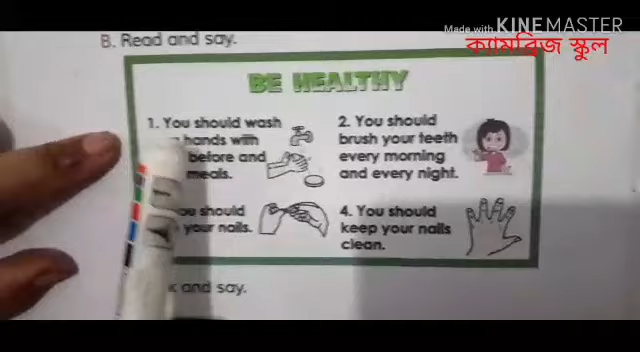 Made with KINEMASTER
ক্যামব্রিজ স্কুল
B. Read and say.
BE HEALTHY
1. You should wash
hands with
before and
meals.
2. You should
brush your teeth
every morning
and every night.
should
your nails.
4. You should
keep your nails
clean.
and say.